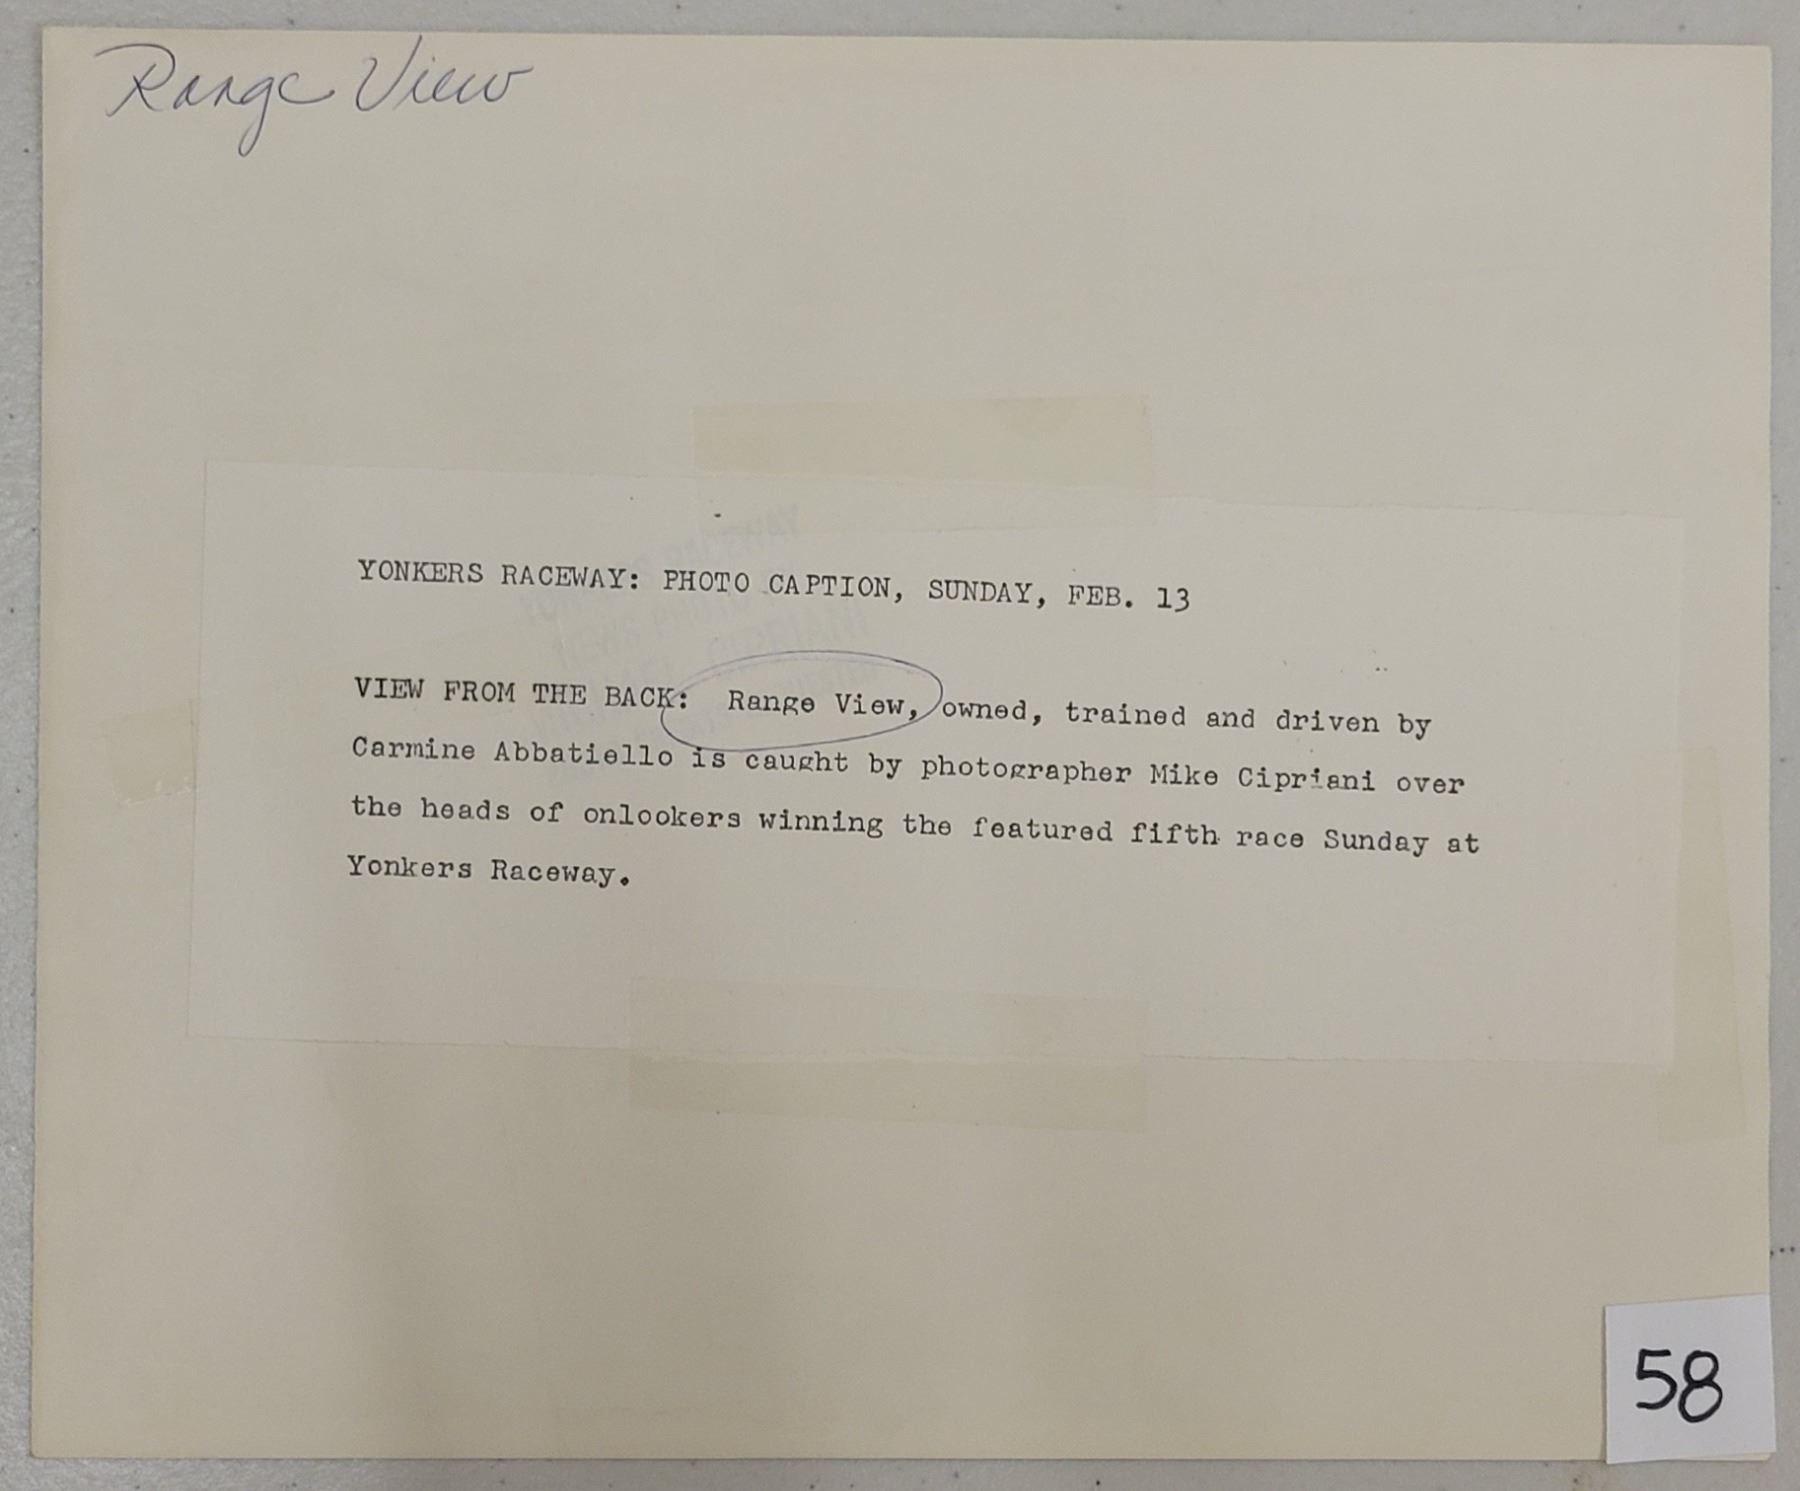 Range View
YONKERS RACEWAY: PHOTO CAPTION, SUNDAY, FEB. 13
VIEW FROM THE BACK: Range View, owned, trained and driven by
Carmine Abbatiello is caught by photographer Mike Cipriani over
the heads of onlookers winning the featured fifth race Sunday at
Yonkers Raceway.
58